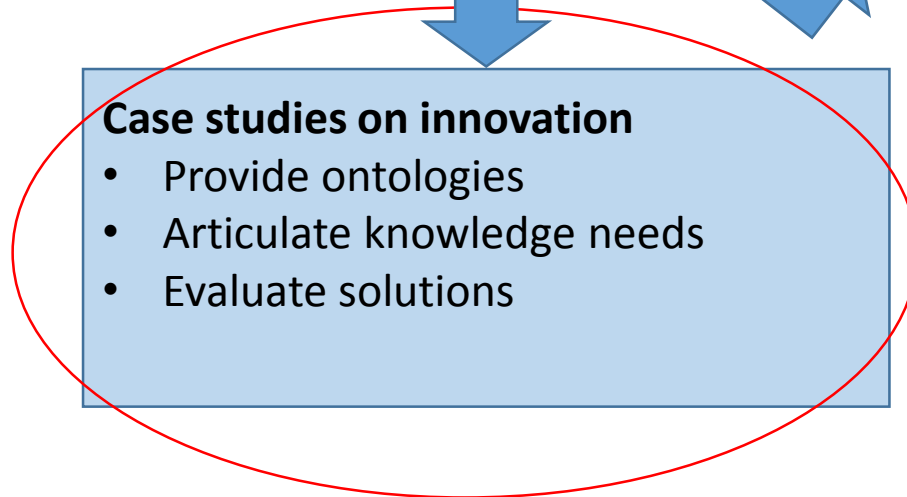 Case studies on innovation
• Provide ontologies
• Articulate knowledge needs
• Evaluate solutions